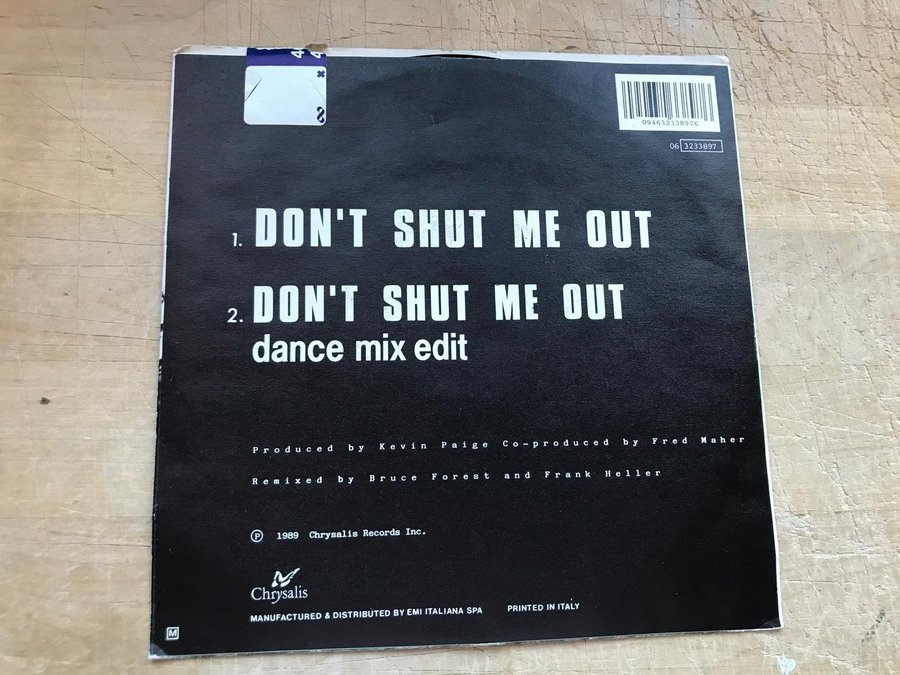 094632338976
06 3233897
1. DON'T SHUT ME OUT
2. DON'T SHUT ME OUT
dance mix edit
Produced by Kevin Paige Co-produced by Fred Maher
Remixed by Bruce Forest and Frank Heller
Ⓟ 1989 Chrysalis Records Inc.
Chrysalis
MANUFACTURED & DISTRIBUTED BY EMI ITALIANA SPA PRINTED IN ITALY
M